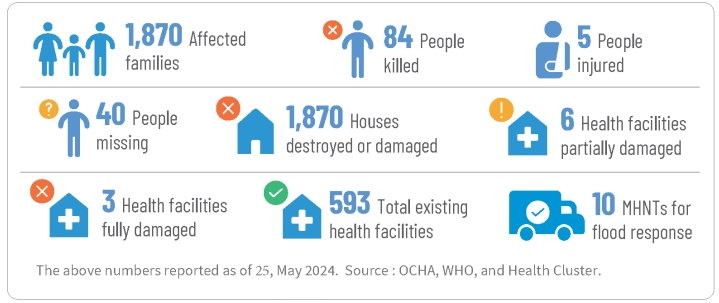 1,870 Affected
families
84 People
killed
5 People
injured
40 People
missing
1,870 Houses
destroyed or damaged
6 Health facilities
partially damaged
3 Health facilities
fully damaged
593 Total existing
health facilities
10 MHNTs for
flood response
The above numbers reported as of 25, May 2024. Source : OCHA, WHO, and Health Cluster.